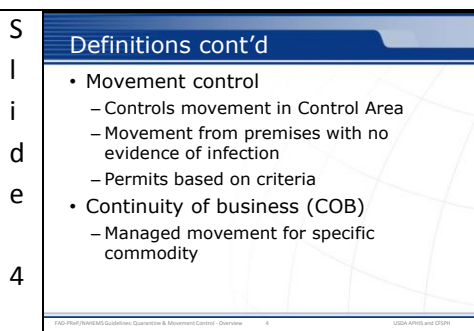 S
l
i
d
e
4
Definitions cont'd
• Movement control
– Controls movement in Control Area
– Movement from premises with no
evidence of infection
– Permits based on criteria
• Continuity of business (COB)
– Managed movement for specific
commodity
FAD-PReP/NAHEMS Guidelines: Quarantine & Movement Control - Overview 4 USDA APHIS and CFSPH